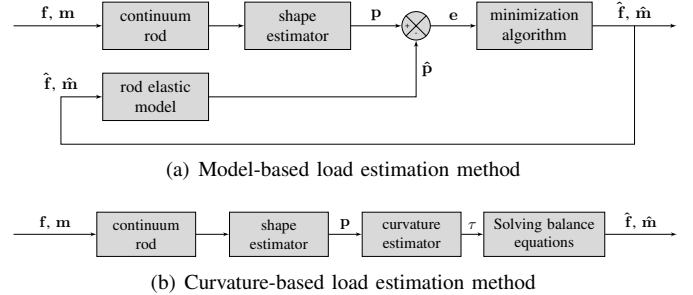 f, m
continuum
rod
shape
estimator
p
+
-
e
minimization
algorithm
f̂, m̂
f̂, m̂
rod elastic
model
p̂
(a) Model-based load estimation method
f, m
continuum
rod
shape
estimator
p
curvature
estimator
τ
Solving balance
equations
f̂, m̂
(b) Curvature-based load estimation method